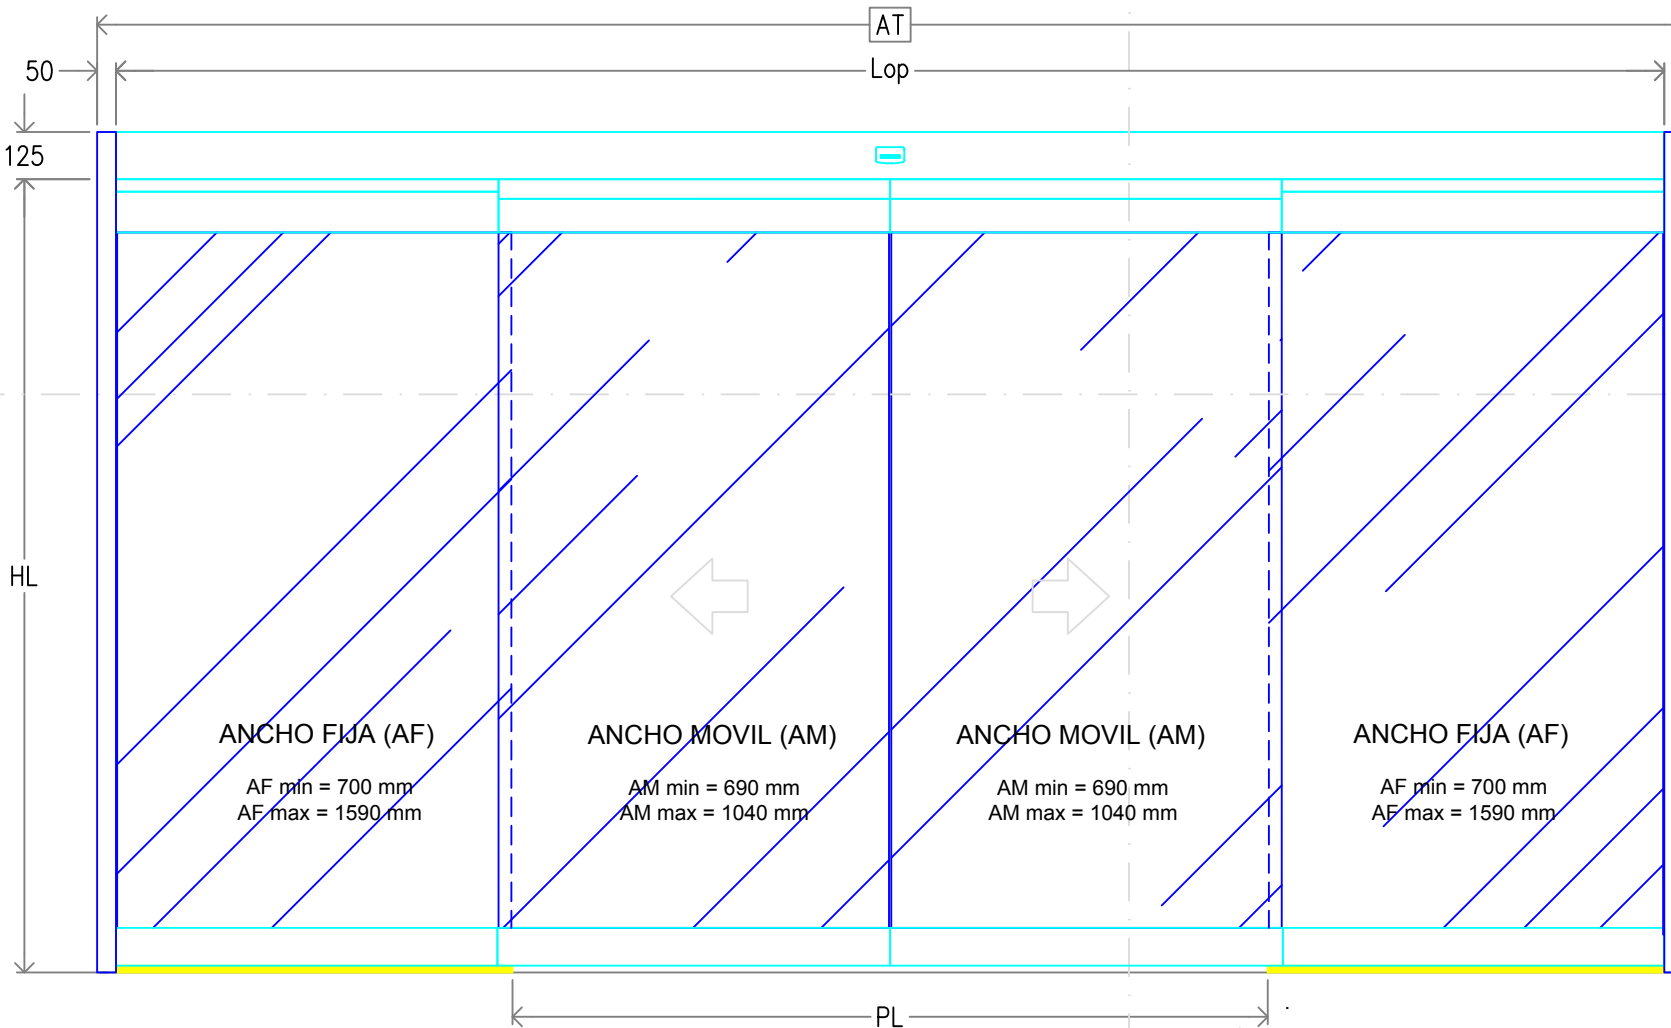 AT
50
Lop
125
HL
ANCHO FIJA (AF)
AF min = 700 mm
AF max = 1590 mm
ANCHO MOVIL (AM)
AM min = 690 mm
AM max = 1040 mm
ANCHO MOVIL (AM)
AM min = 690 mm
AM max = 1040 mm
ANCHO FIJA (AF)
AF min = 700 mm
AF max = 1590 mm
PL